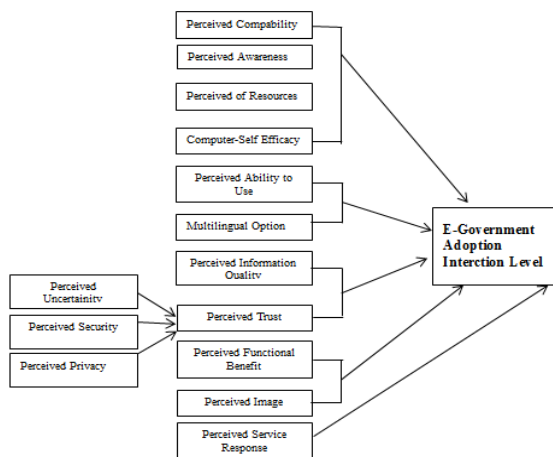 Perceived Compability
Perceived Awareness
Perceived of Resources
Computer-Self Efficacy
Perceived Ability to
Use
Multilingual Option
Perceived Information
Quality
Perceived Uncertainity
Perceived Security
Perceived Privacy
Perceived Trust
Perceived Functional
Benefit
Perceived Image
Perceived Service
Response
E-Government
Adoption
Interction Level